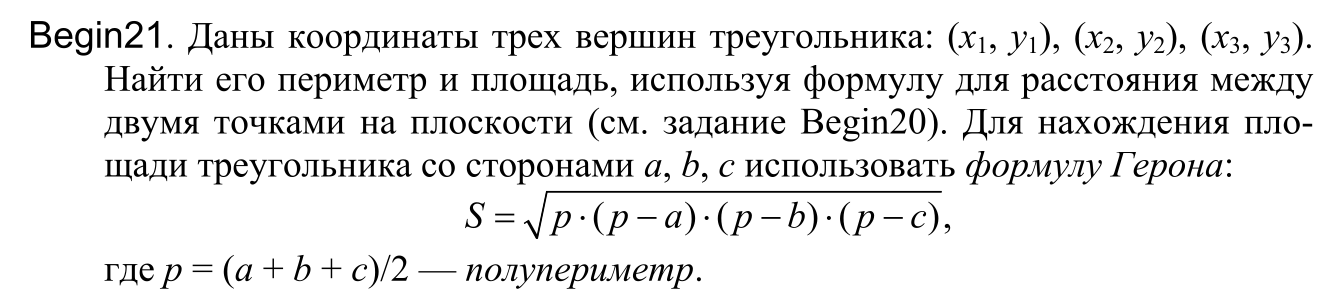 Begin21. Даны координаты трех вершин треугольника: (x₁, y₁), (x₂, y₂), (x₃, y₃).
Найти его периметр и площадь, используя формулу для расстояния между
двумя точками на плоскости (см. задание Begin20). Для нахождения пло-
щади треугольника со сторонами a, b, c использовать формулу Герона:
S = √(p · (p − a) · (p − b) · (p − c)),
где p = (a + b + c)/2 — полупериметр.